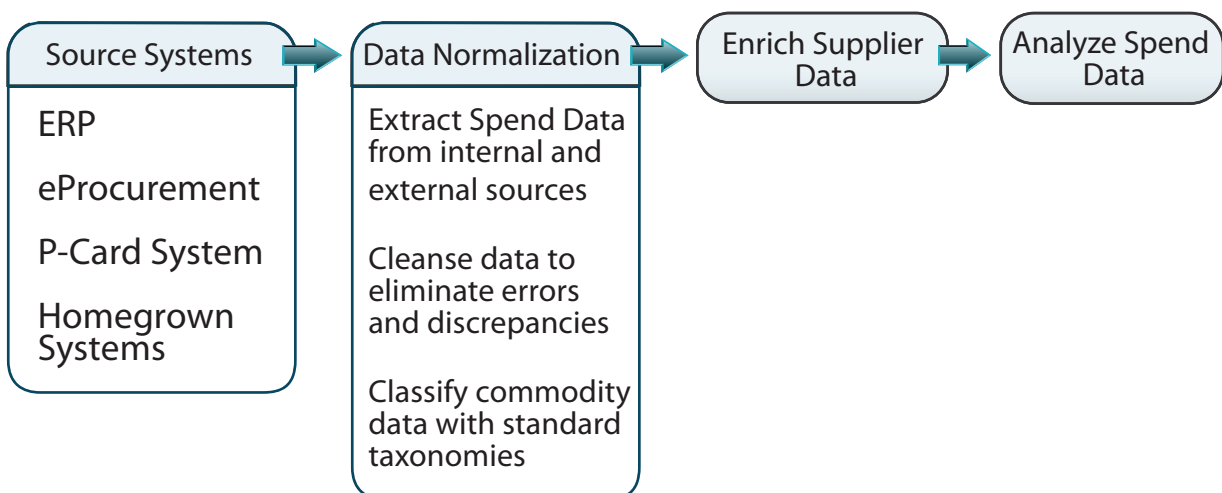 Source Systems
ERP
eProcurement
P-Card System
Homegrown
Systems
Data Normalization
Extract Spend Data
from internal and
external sources
Cleanse data to
eliminate errors
and discrepancies
Classify commodity
data with standard
taxonomies
Enrich Supplier
Data
Analyze Spend
Data